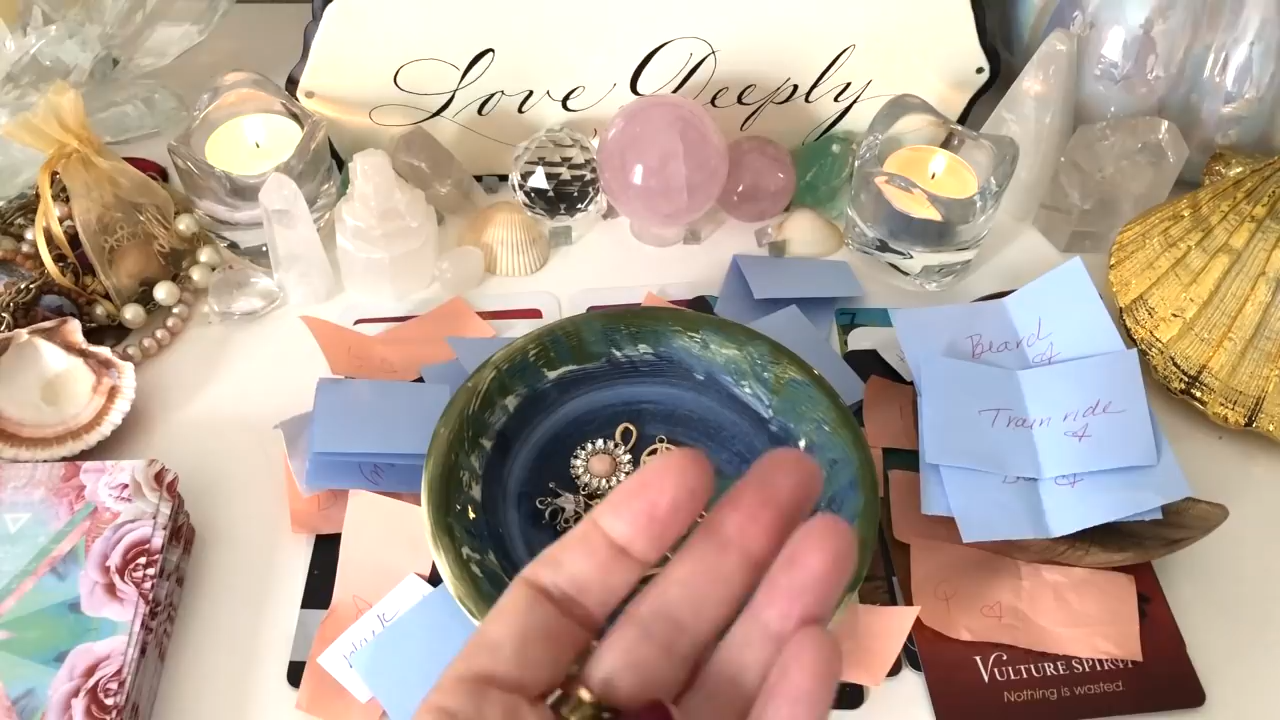 Love Deeply
Beard
Train ride
Q
VULTURE SPIRIT
Nothing is wasted.